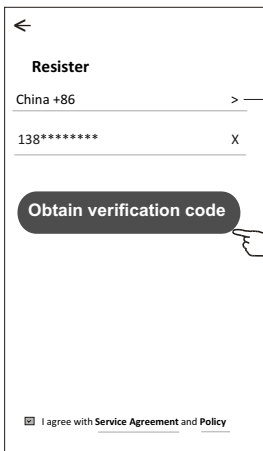 Resister
China +86 >
138******** X
Obtain verification code
I agree with Service Agreement and Policy